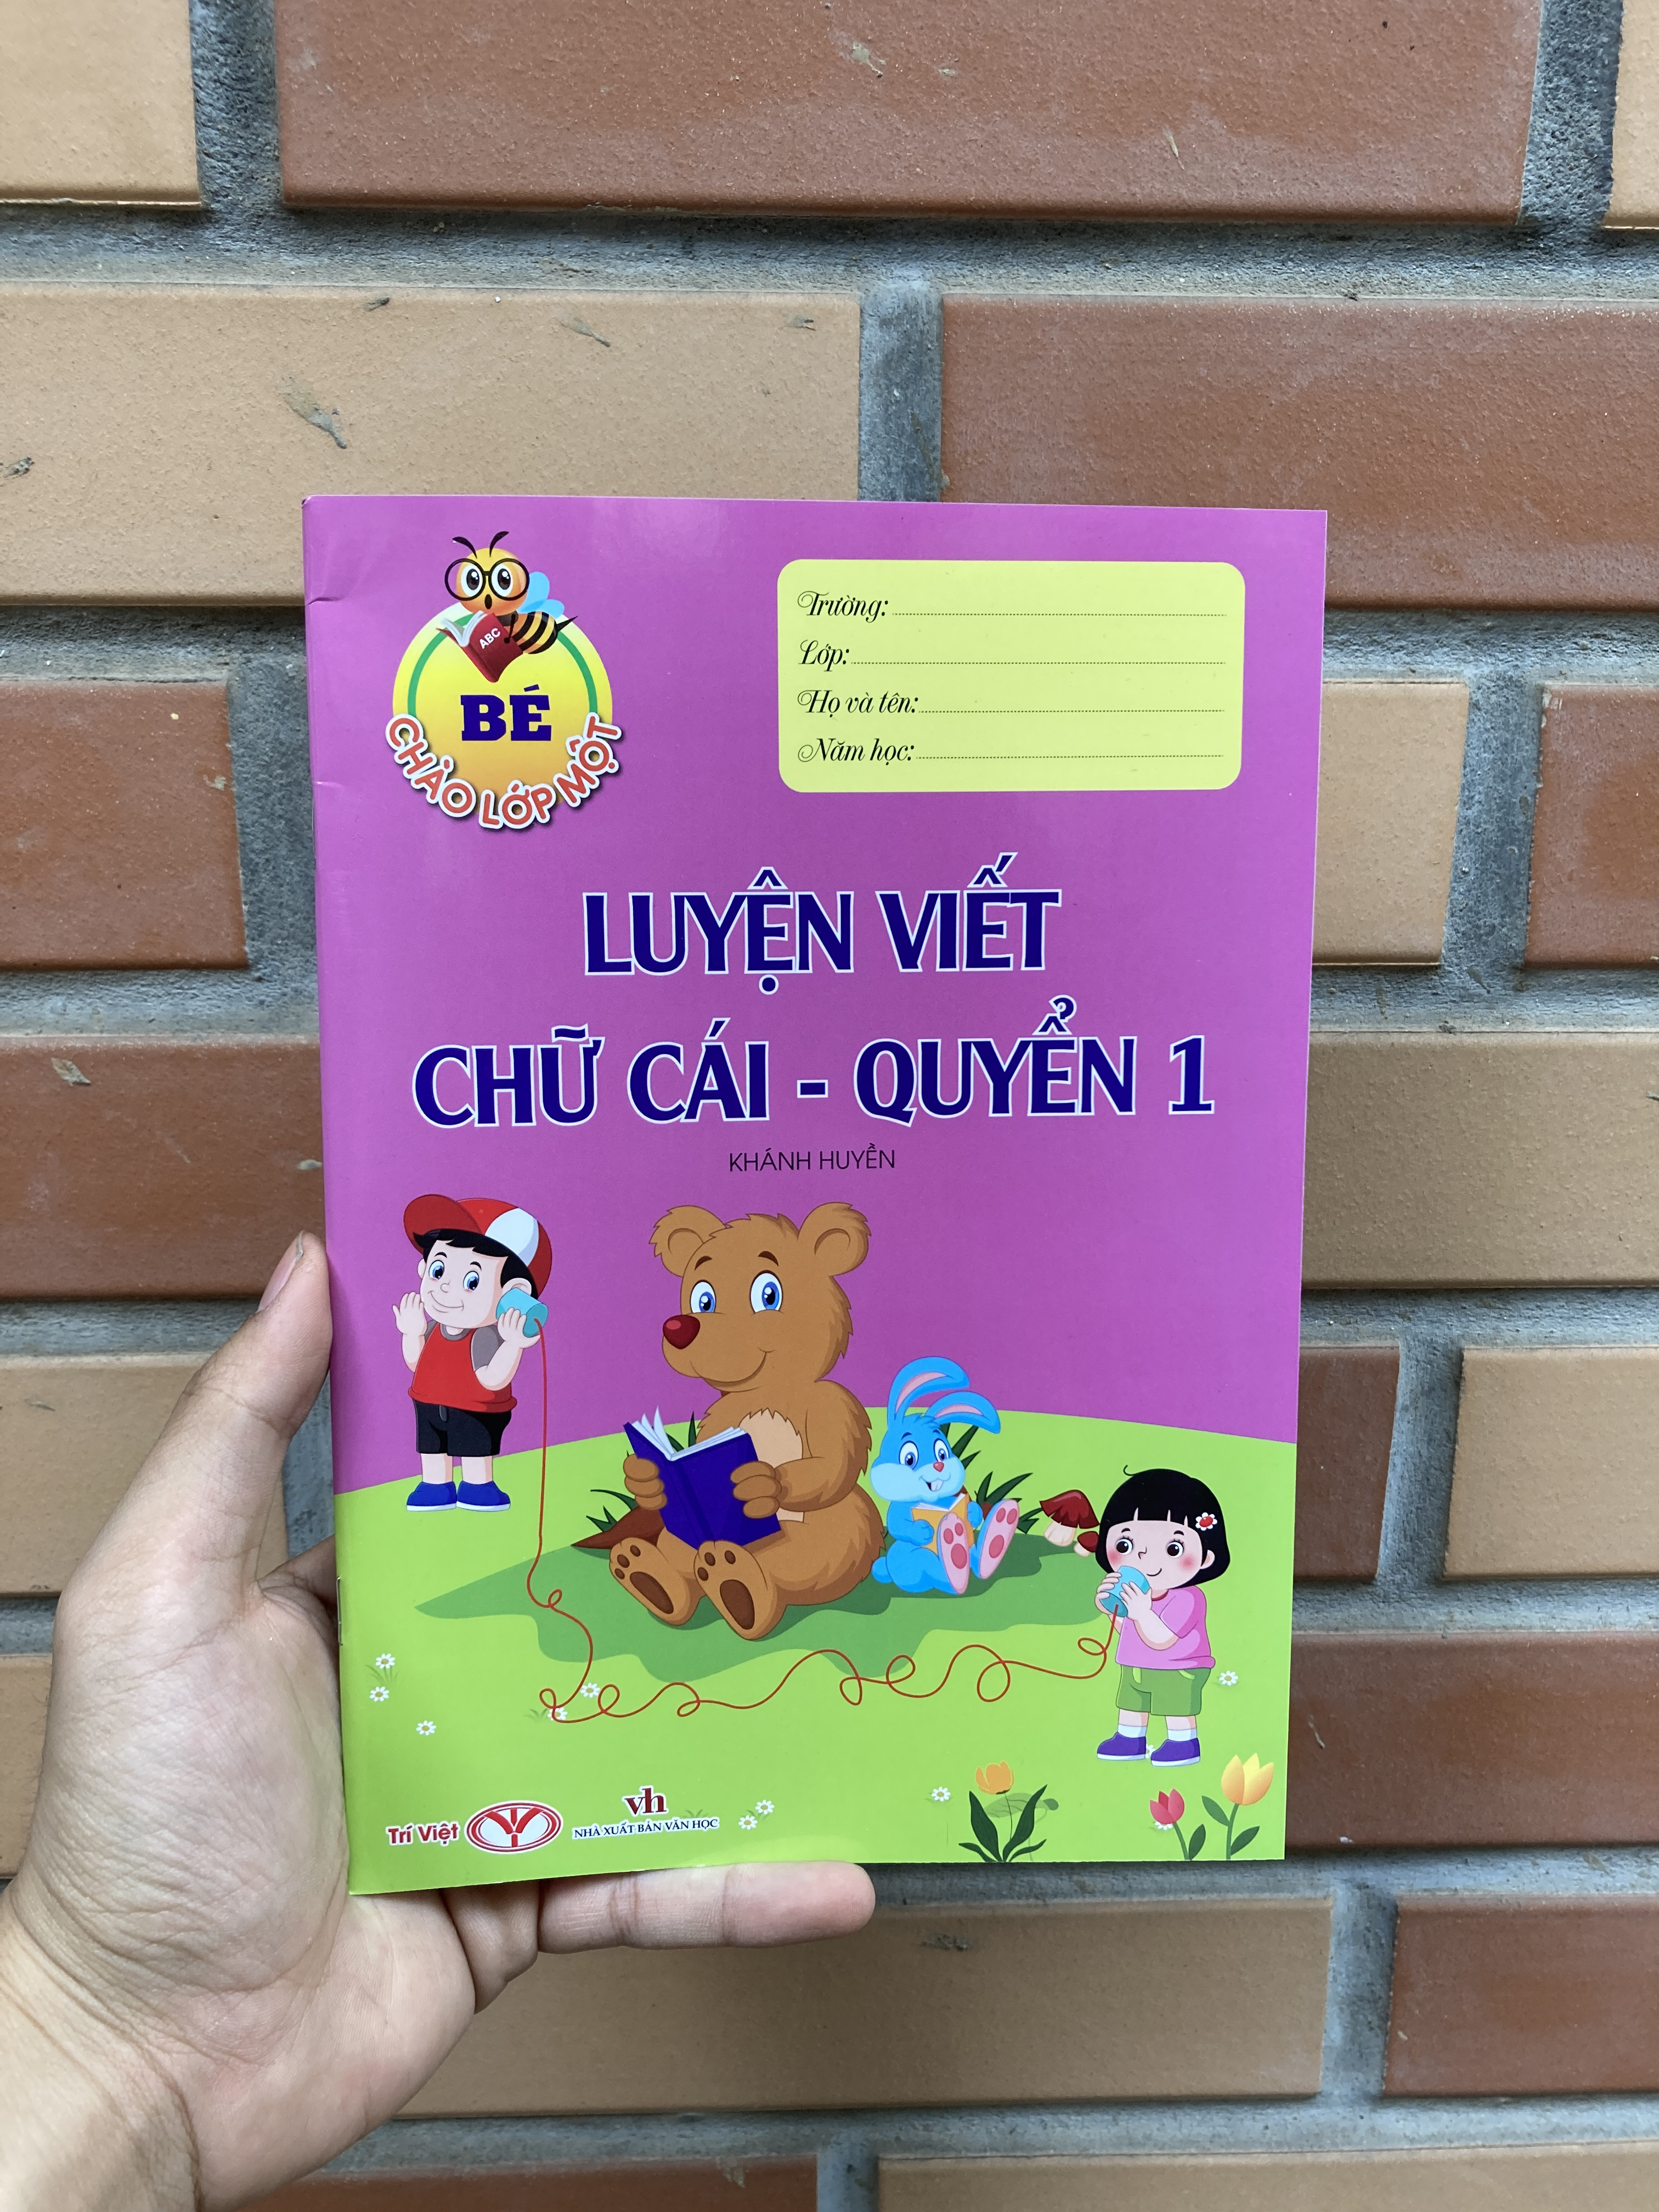 ABC
BÉ
CHÀO LỚP MỘT
Trường:
Lớp:
Họ và tên:
Năm học:
LUYỆN VIẾT
CHỮ CÁI - QUYỂN 1
KHÁNH HUYỀN
Trí Việt
vh
NHÀ XUẤT BẢN VĂN HỌC